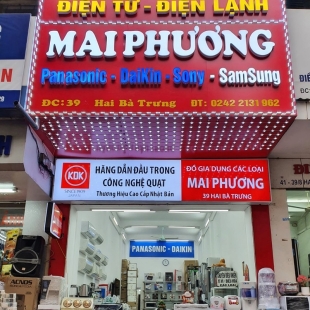 ĐIỆN TỬ - ĐIỆN LẠNH
MAI PHƯƠNG
Panasonic - DaiKin - Sony - SamSung
ĐC: 39 Hai Bà Trưng ĐT: 0242 2131 962
KDK
HÃNG DẪN ĐẦU TRONG
CÔNG NGHỆ QUẠT
Thương Hiệu Cao Cấp Nhật Bản
ĐỒ GIA DỤNG CÁC LOẠI
MAI PHƯƠNG
39 HAI BÀ TRƯNG
PANASONIC - DAIKIN